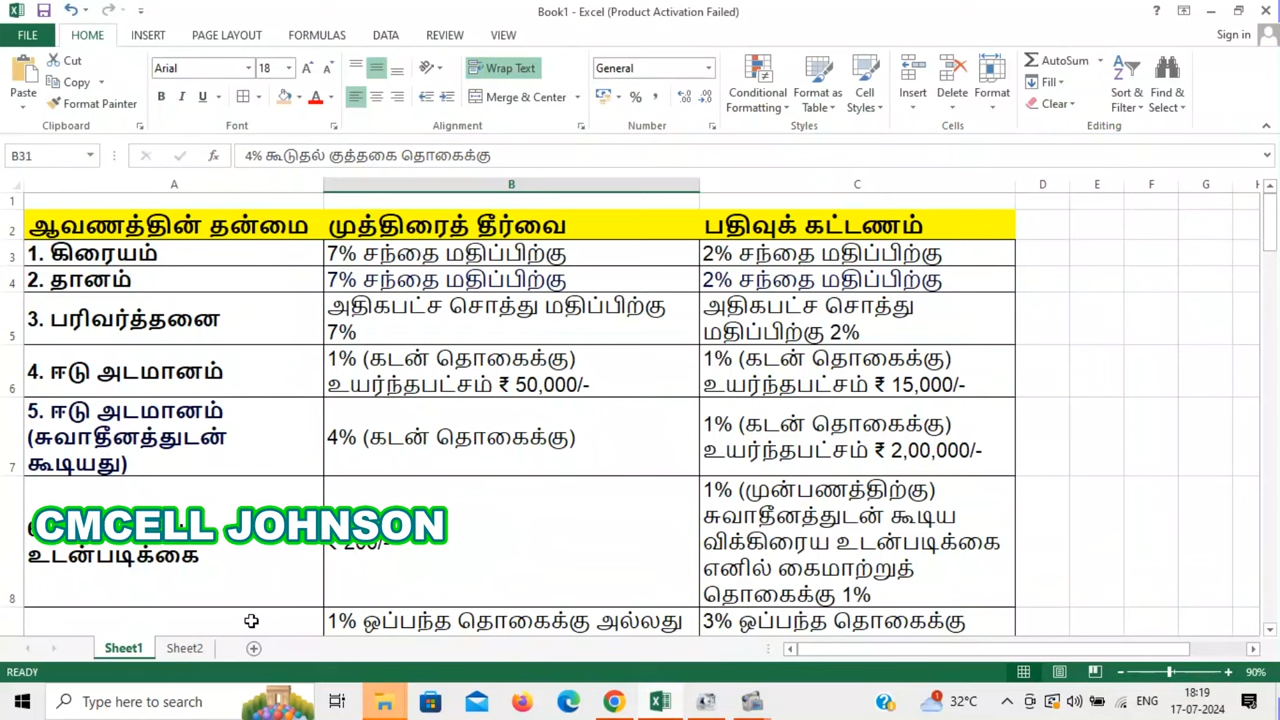 Book1 - Excel (Product Activation Failed)
FILE HOME INSERT PAGE LAYOUT FORMULAS DATA REVIEW VIEW Sign in
Cut
Copy
Format Painter
Paste
Clipboard
Arial 18
Font
Wrap Text
Merge & Center
Alignment
General
Number
Conditional Formatting
Format as Table
Cell Styles
Styles
Insert Delete Format
Cells
AutoSum
Fill
Clear
Sort & Filter
Find & Select
Editing
B31 4% கூடுதல் குத்தகை தொகைக்கு
A B C D E F G H
1
2 ஆவணத்தின் தன்மை முத்திரைத் தீர்வை பதிவுக் கட்டணம்
3 1. கிரையம் 7% சந்தை மதிப்பிற்கு 2% சந்தை மதிப்பிற்கு
4 2. தானம் 7% சந்தை மதிப்பிற்கு 2% சந்தை மதிப்பிற்கு
5 3. பரிவர்த்தனை
அதிகபட்ச சொத்து மதிப்பிற்கு
7%
அதிகபட்ச சொத்து
மதிப்பிற்கு 2%
6 4. ஈடு அடமானம்
1% (கடன் தொகைக்கு)
உயர்ந்தபட்சம் ₹ 50,000/-
1% (கடன் தொகைக்கு)
உயர்ந்தபட்சம் ₹ 15,000/-
7 5. ஈடு அடமானம்
(சுவாதீனத்துடன்
கூடியது)
4% (கடன் தொகைக்கு)
1% (கடன் தொகைக்கு)
உயர்ந்தபட்சம் ₹ 2,00,000/-
8
CMCELL JOHNSON
உடன்படிக்கை
1% (முன்பணத்திற்கு)
சுவாதீனத்துடன் கூடிய
விக்கிரைய உடன்படிக்கை
எனில் கைமாற்றுத்
தொகைக்கு 1%
1% ஒப்பந்த தொகைக்கு அல்லது
3% ஒப்பந்த தொகைக்கு
Sheet1 Sheet2
READY 90%
Type here to search 32°C ENG 18:19
17-07-2024